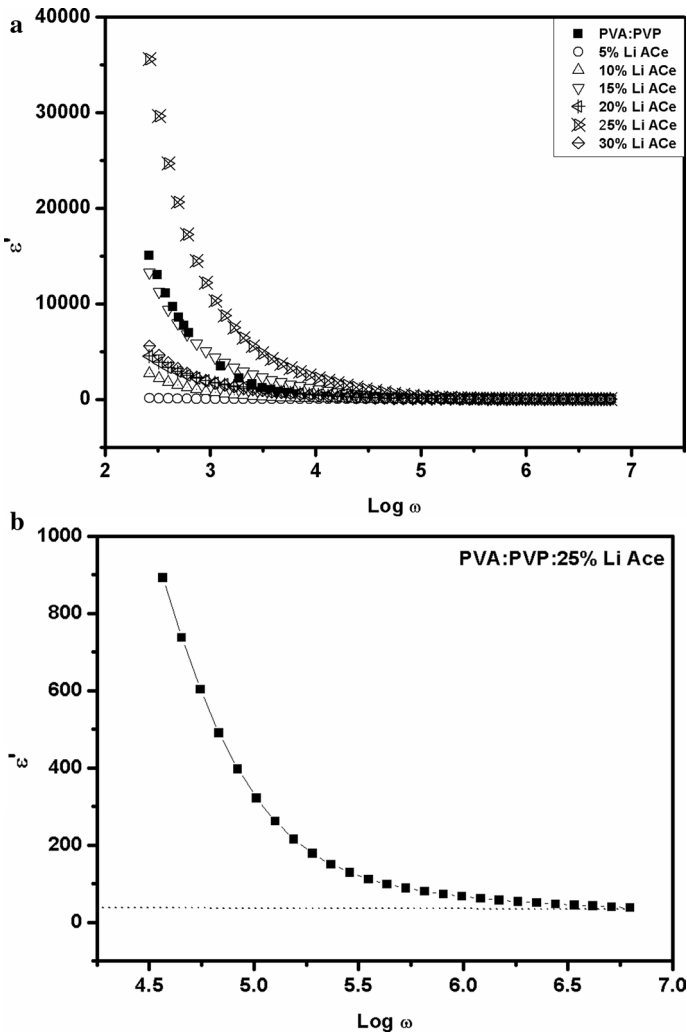 a
40000
30000
20000
10000
0
ε'
2 3 4 5 6 7
Log ω
PVA:PVP
5% Li ACe
10% Li ACe
15% Li ACe
20% Li ACe
25% Li ACe
30% Li ACe
b
1000
800
600
400
200
0
ε'
4.5 5.0 5.5 6.0 6.5 7.0
Log ω
PVA:PVP:25% Li Ace